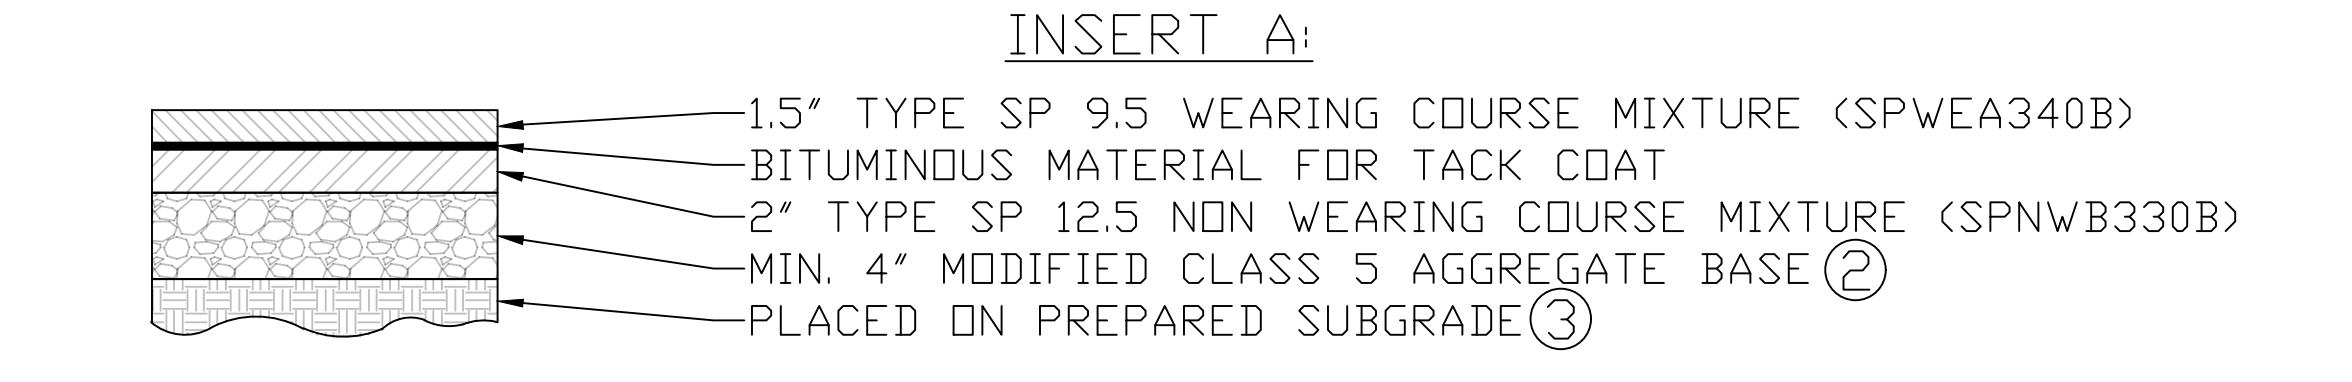 INSERT A:
1.5" TYPE SP 9.5 WEARING COURSE MIXTURE (SPWEA340B)
BITUMINOUS MATERIAL FOR TACK COAT
2" TYPE SP 12.5 NON WEARING COURSE MIXTURE (SPNWB330B)
MIN. 4" MODIFIED CLASS 5 AGGREGATE BASE 2
PLACED ON PREPARED SUBGRADE 3